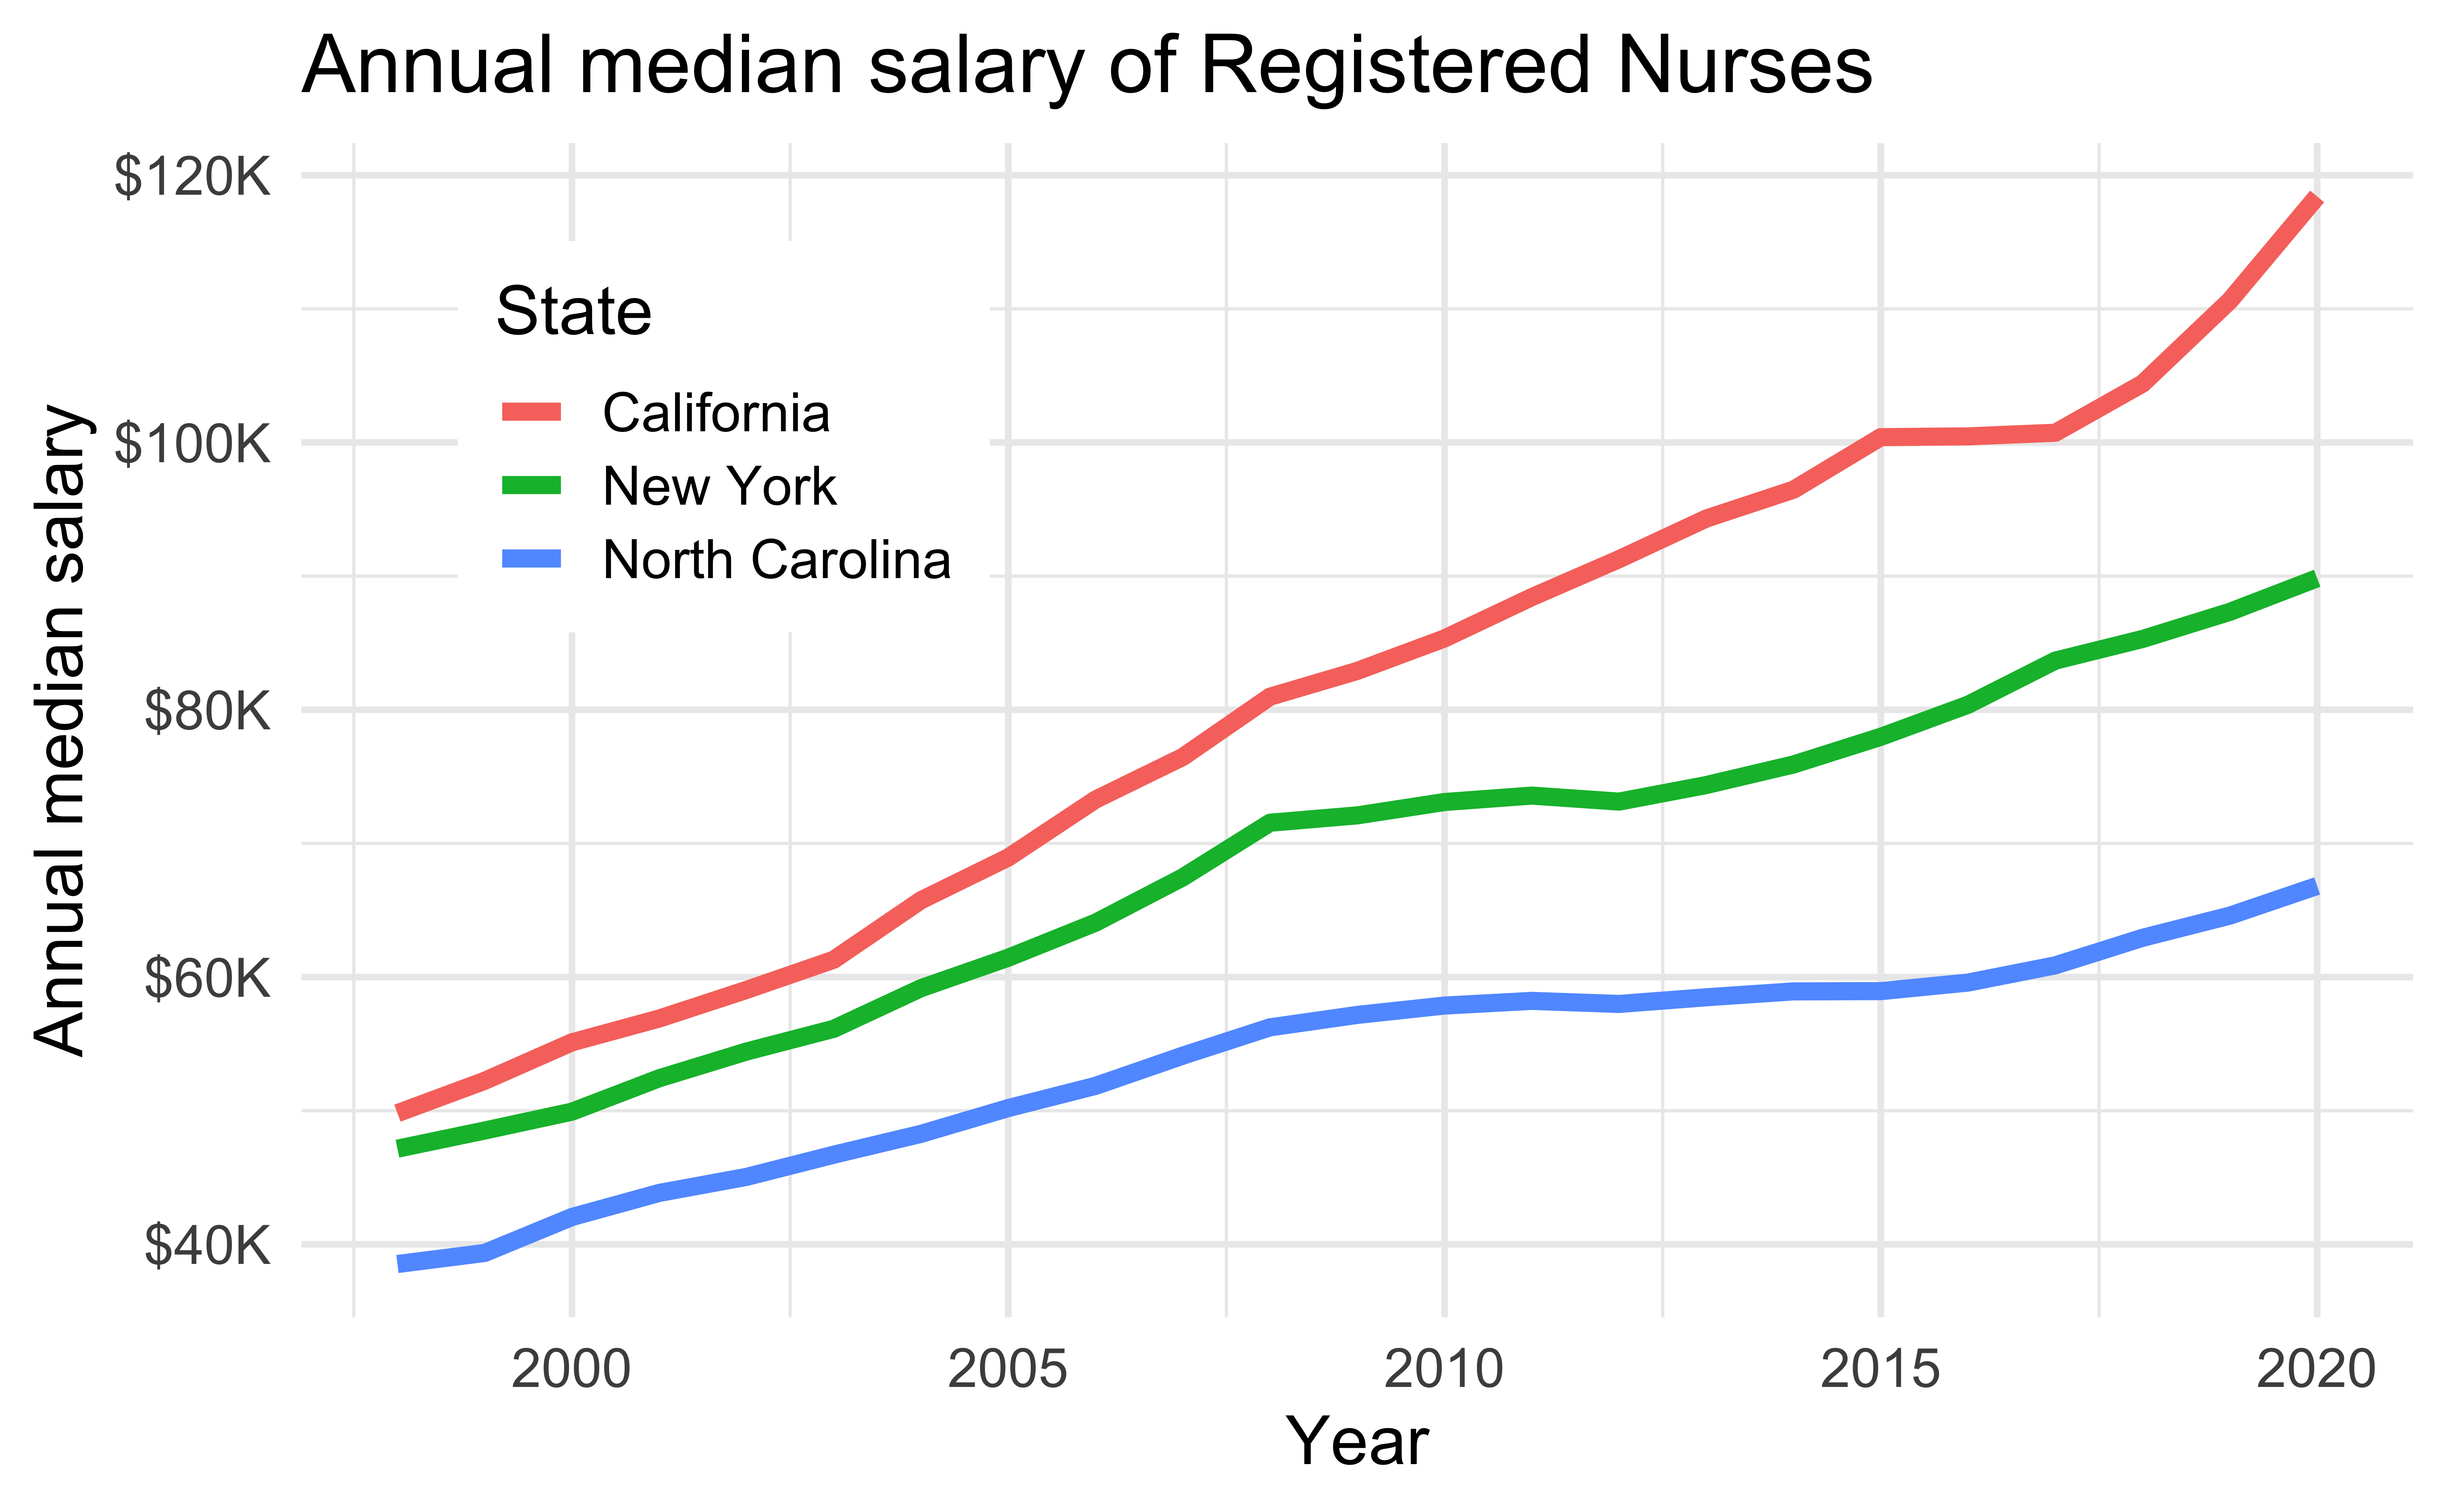 Annual median salary of Registered Nurses
Annual median salary
$120K
$100K
$80K
$60K
$40K
State
California
New York
North Carolina
2000 2005 2010 2015 2020
Year